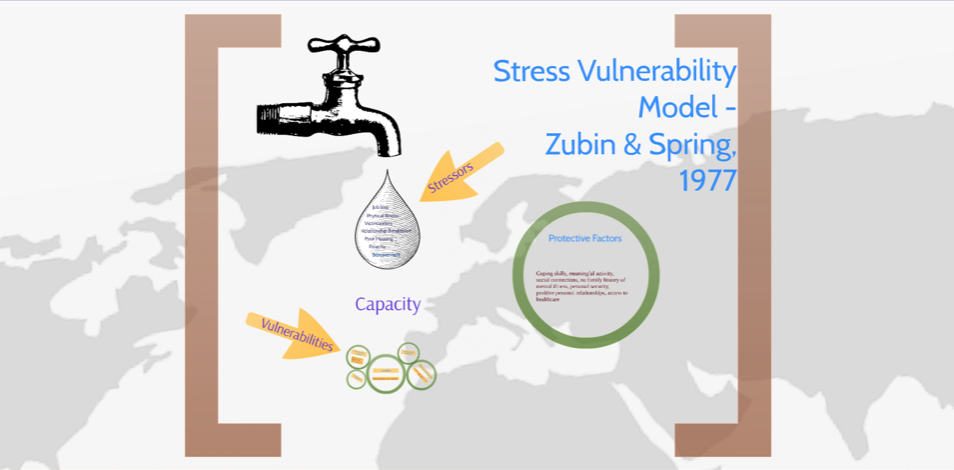 Stress Vulnerability
Model -
Zubin & Spring,
1977
Stressors
Job loss
Physical illness
Victimisation
Relationship Breakdown
Poor Housing
Poverty
Bereavement
Protective Factors
Coping skills, meaningful activity,
social connections, no family history of
mental illness, personal security,
positive personal relationships, access to
healthcare
Capacity
Vulnerabilities